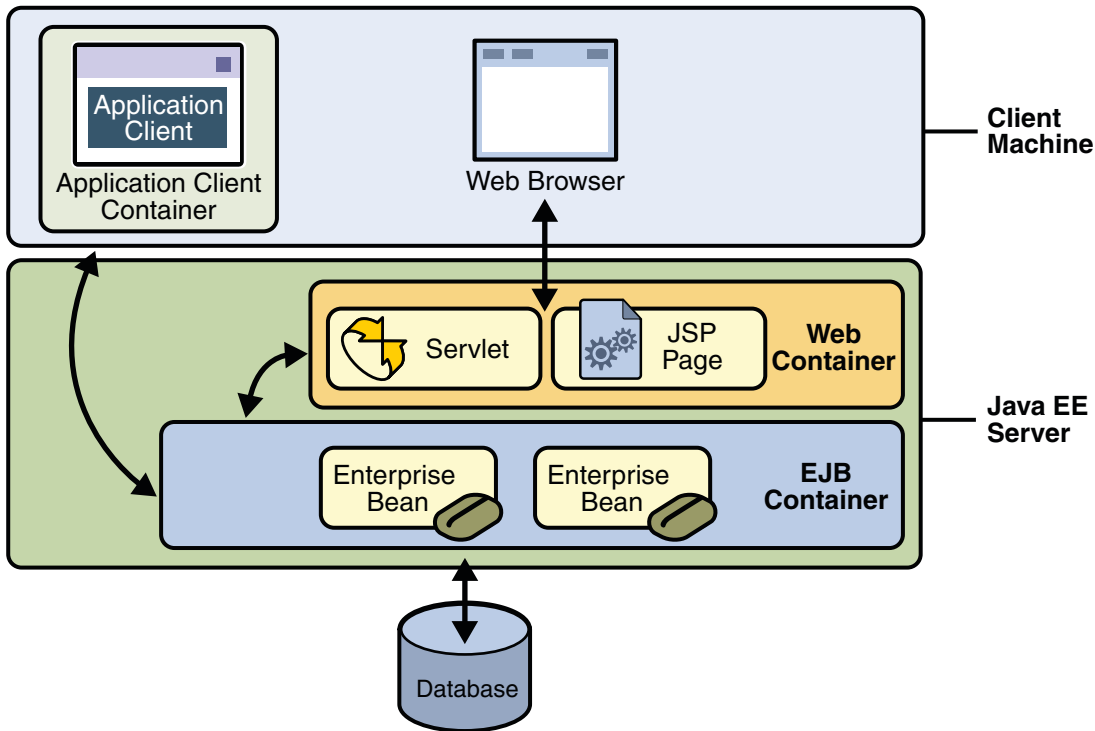 Application
Client
Application Client
Container
Web Browser
Client
Machine
Servlet
JSP
Page
Web
Container
Java EE
Server
Enterprise
Bean
Enterprise
Bean
EJB
Container
Database